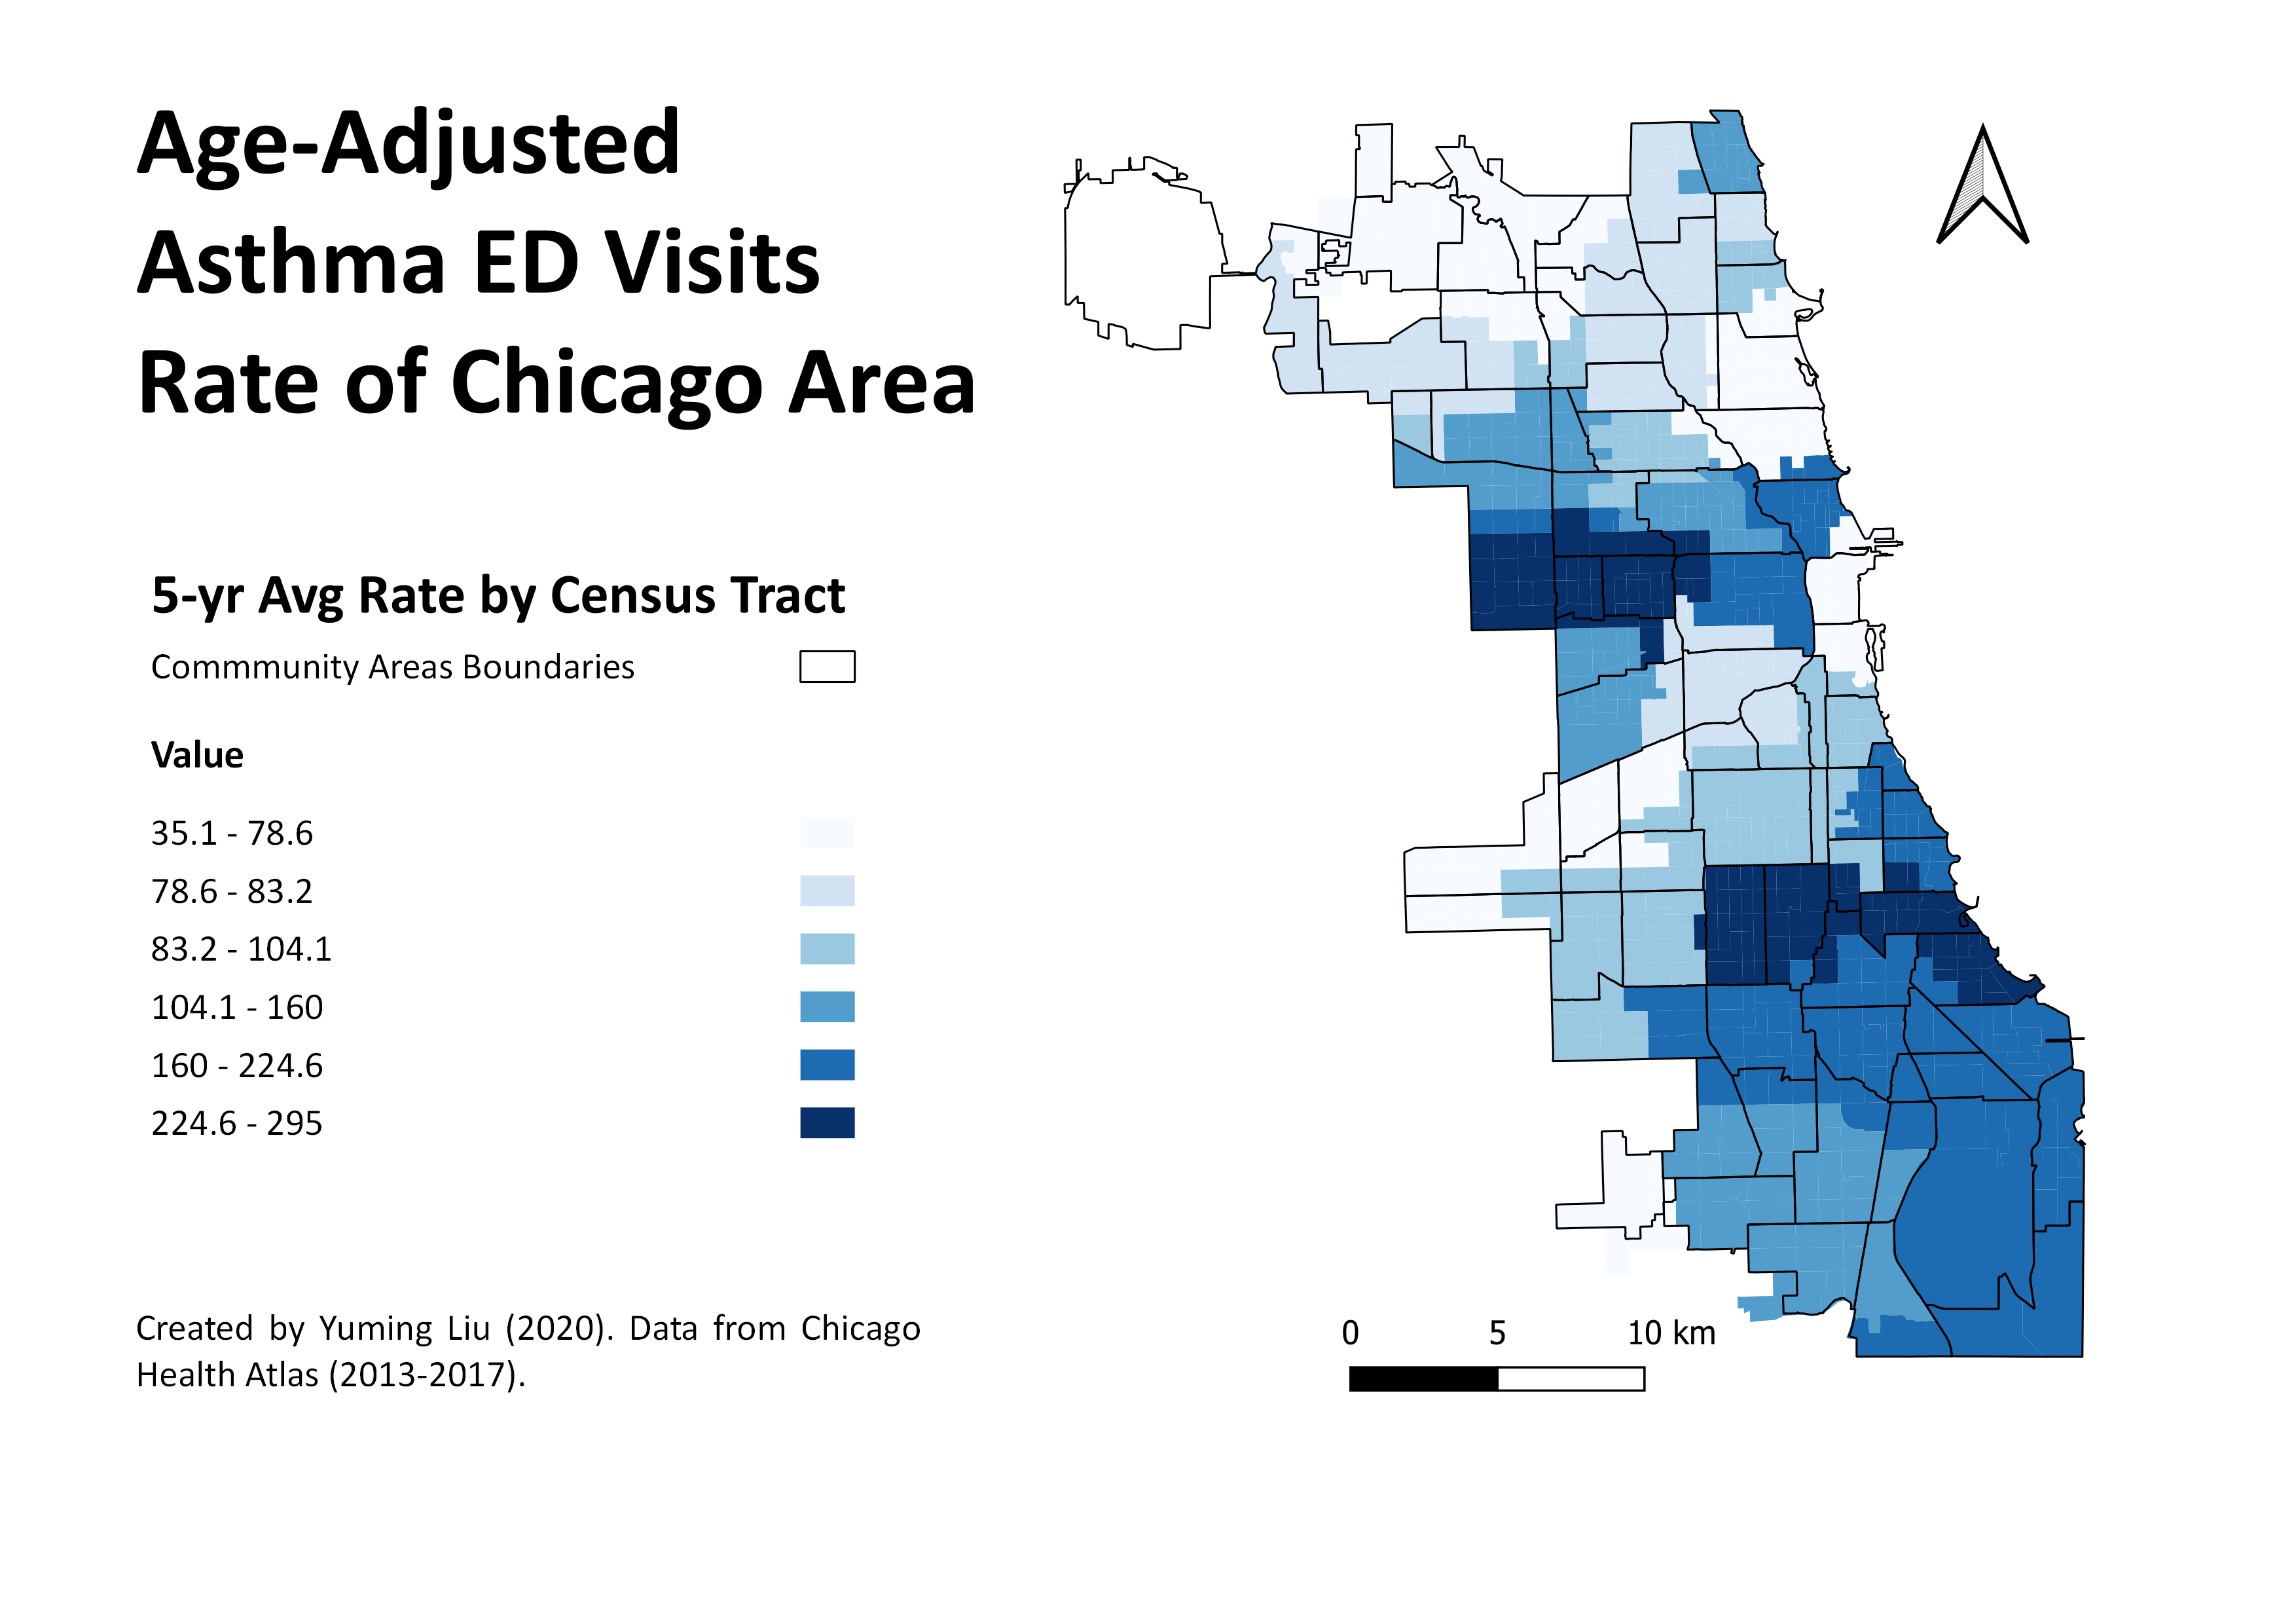 Age-Adjusted
Asthma ED Visits
Rate of Chicago Area
5-yr Avg Rate by Census Tract
Commmunity Areas Boundaries
Value
35.1 - 78.6
78.6 - 83.2
83.2 - 104.1
104.1 - 160
160 - 224.6
224.6 - 295
Created by Yuming Liu (2020). Data from Chicago
Health Atlas (2013-2017).
0 5 10 km